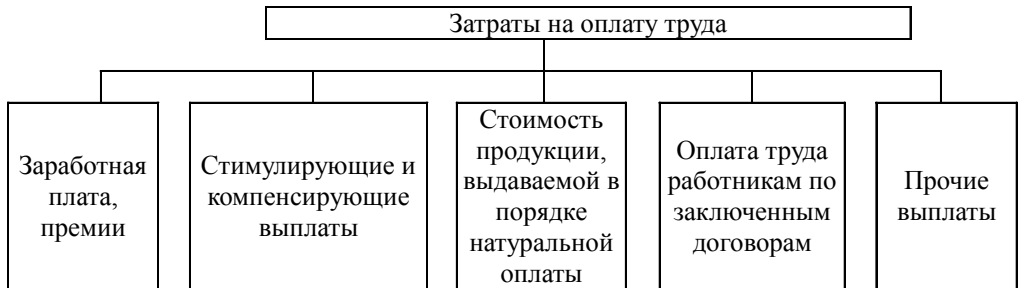 Затраты на оплату труда
Заработная
плата,
премии
Стимулирующие и
компенсирующие
выплаты
Стоимость
продукции,
выдаваемой в
порядке
натуральной
оплаты
Оплата труда
работникам по
заключенным
договорам
Прочие
выплаты